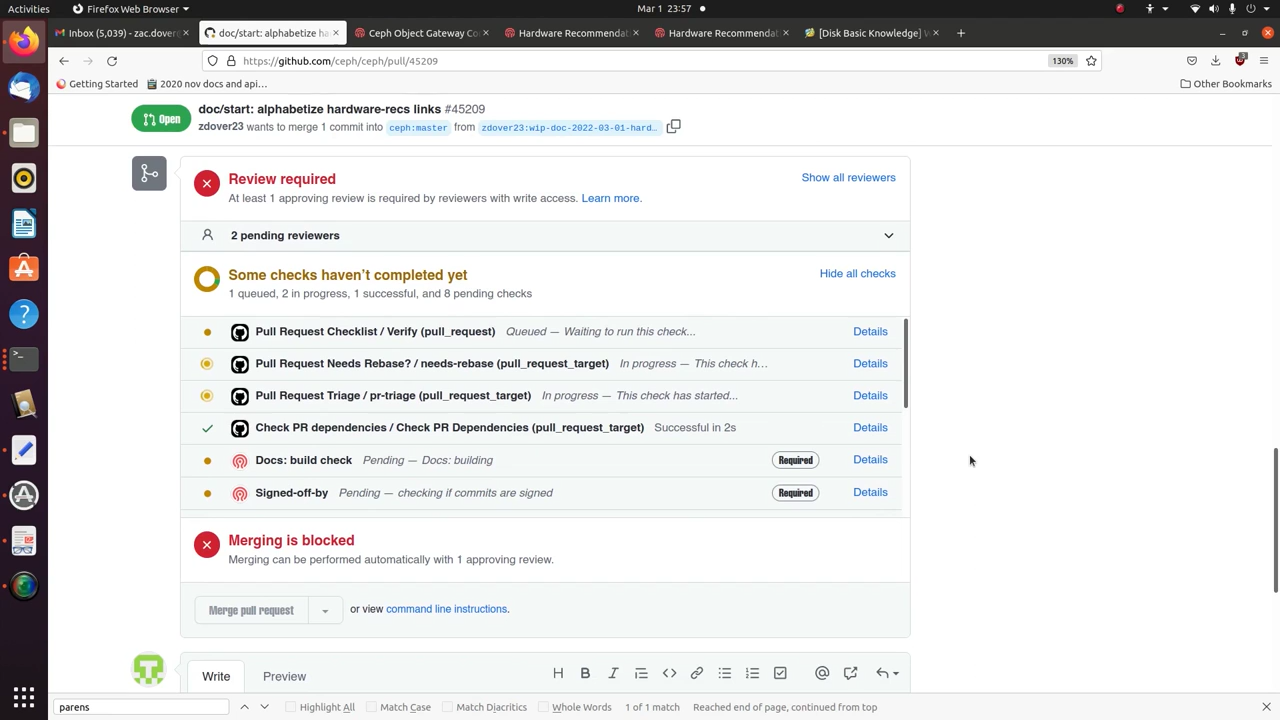 Activities
Firefox Web Browser
Mar 1 23:57
Inbox (5,039) - zac.dover@
doc/start: alphabetize ha
Ceph Object Gateway Co
Hardware Recommendat
Hardware Recommendat
[Disk Basic Knowledge] W
https://github.com/ceph/ceph/pull/45209
130%
Getting Started
2020 nov docs and api…
Other Bookmarks
Open
doc/start: alphabetize hardware-recs links #45209
zdover23 wants to merge 1 commit into ceph:master from zdover23:wip-doc-2022-03-01-hard…
Review required
Show all reviewers
At least 1 approving review is required by reviewers with write access. Learn more.
2 pending reviewers
Some checks haven't completed yet
Hide all checks
1 queued, 2 in progress, 1 successful, and 8 pending checks
Pull Request Checklist / Verify (pull_request) Queued — Waiting to run this check... Details
Pull Request Needs Rebase? / needs-rebase (pull_request_target) In progress — This check h… Details
Pull Request Triage / pr-triage (pull_request_target) In progress — This check has started... Details
Check PR dependencies / Check PR Dependencies (pull_request_target) Successful in 2s Details
Docs: build check Pending — Docs: building Required Details
Signed-off-by Pending — checking if commits are signed Required Details
Merging is blocked
Merging can be performed automatically with 1 approving review.
Merge pull request or view command line instructions.
Write
Preview
parens
Highlight All
Match Case
Match Diacritics
Whole Words
1 of 1 match
Reached end of page, continued from top